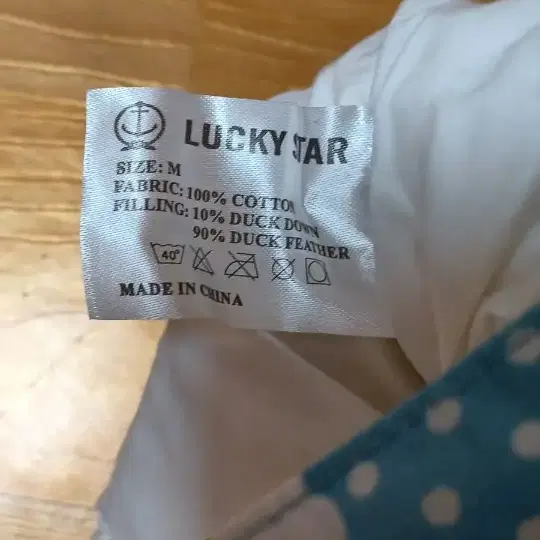 LUCKY STAR
SIZE: M
FABRIC: 100% COTTON
FILLING: 10% DUCK DOWN
90% DUCK FEATHER
40°
MADE IN CHINA